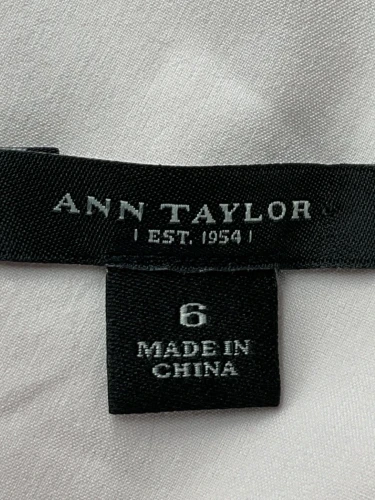 ANN TAYLOR
| EST. 1954 |
6
MADE IN
CHINA